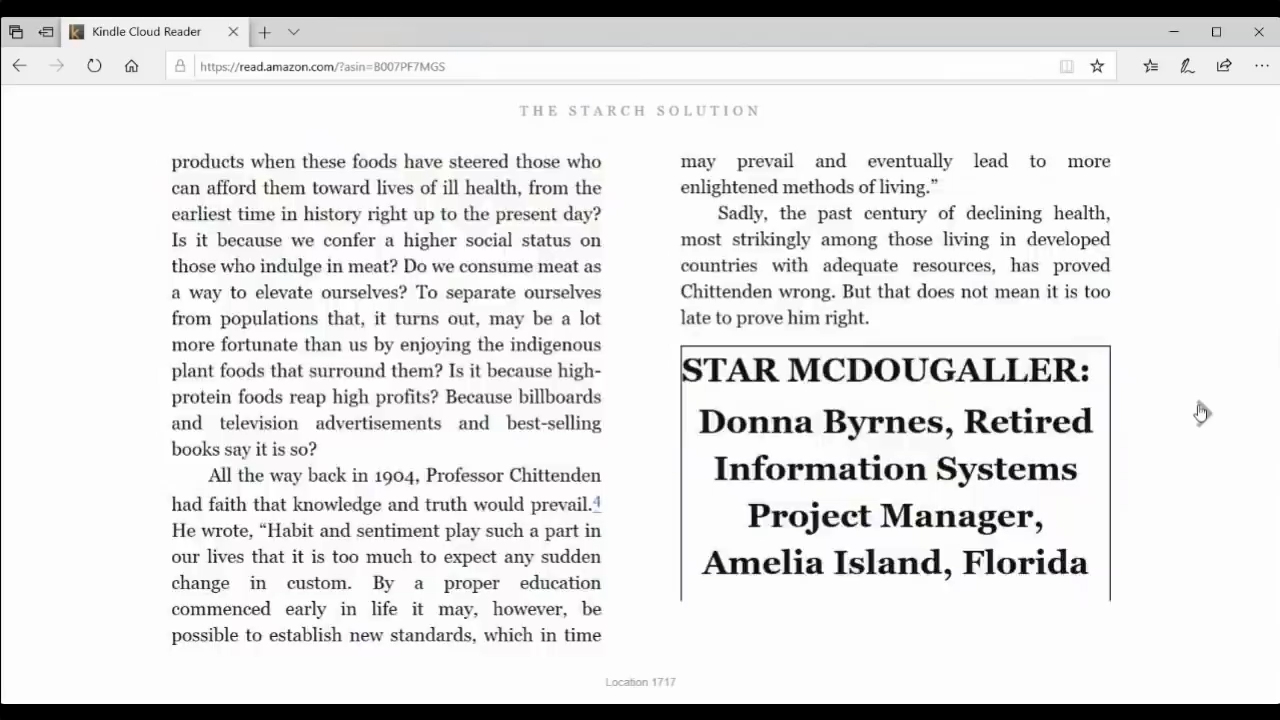 Kindle Cloud Reader
https://read.amazon.com/?asin=B007PF7MGS
THE STARCH SOLUTION
products when these foods have steered those who
can afford them toward lives of ill health, from the
earliest time in history right up to the present day?
Is it because we confer a higher social status on
those who indulge in meat? Do we consume meat as
a way to elevate ourselves? To separate ourselves
from populations that, it turns out, may be a lot
more fortunate than us by enjoying the indigenous
plant foods that surround them? Is it because high-
protein foods reap high profits? Because billboards
and television advertisements and best-selling
books say it is so?
All the way back in 1904, Professor Chittenden
had faith that knowledge and truth would prevail.4
He wrote, “Habit and sentiment play such a part in
our lives that it is too much to expect any sudden
change in custom. By a proper education
commenced early in life it may, however, be
possible to establish new standards, which in time
may prevail and eventually lead to more
enlightened methods of living.”
Sadly, the past century of declining health,
most strikingly among those living in developed
countries with adequate resources, has proved
Chittenden wrong. But that does not mean it is too
late to prove him right.
STAR MCDOUGALLER:
Donna Byrnes, Retired
Information Systems
Project Manager,
Amelia Island, Florida
Location 1717